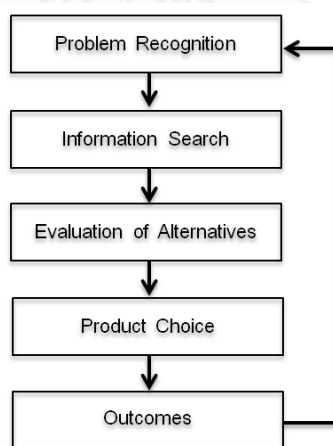 Problem Recognition
Information Search
Evaluation of Alternatives
Product Choice
Outcomes